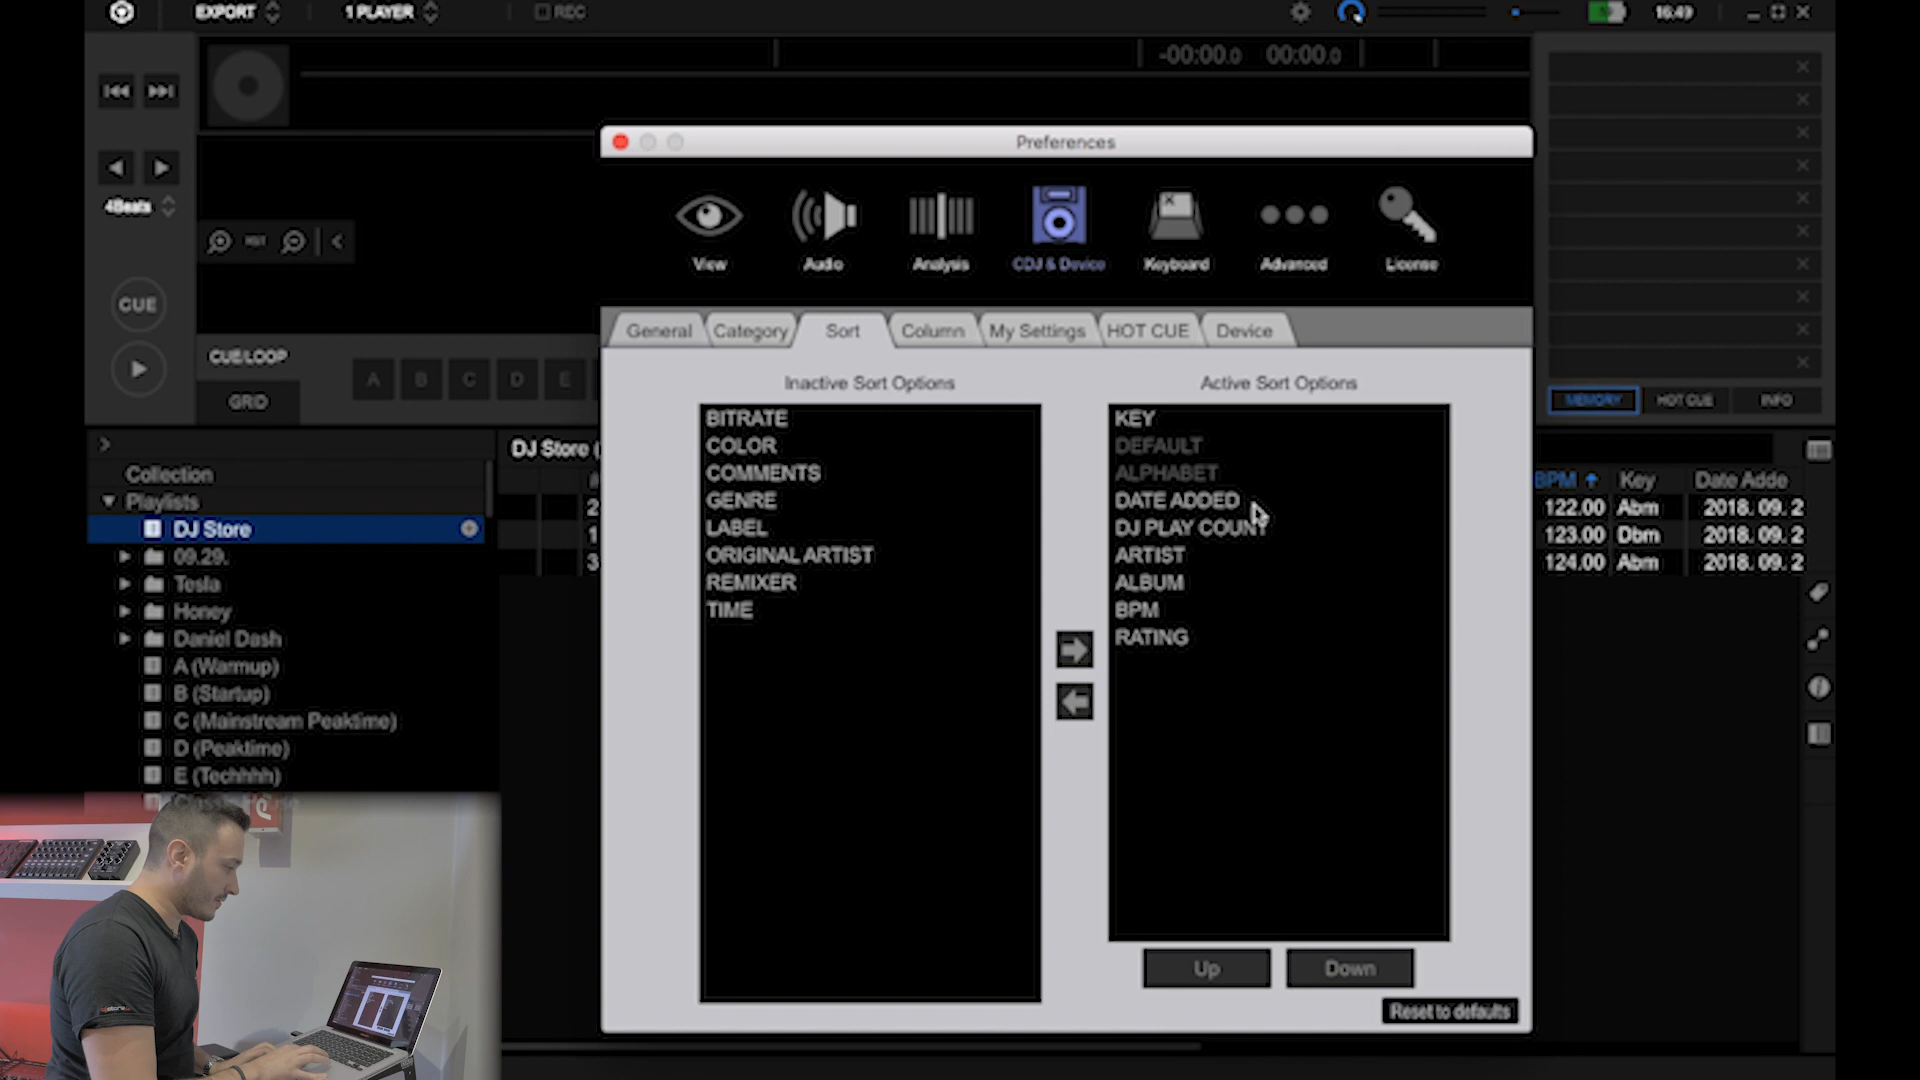 EXPORT
1 PLAYER
REC
16:49
-00:00.0 00:00.0
Preferences
4Beats
View
Audio
Analysis
CDJ & Device
Keyboard
Advanced
License
CUE
General
Category
Sort
Column
My Settings
HOT CUE
Device
CUE/LOOP
GRID
A B C D E
Inactive Sort Options
Active Sort Options
MEMORY
HOT CUE
INFO
BITRATE
COLOR
COMMENTS
GENRE
LABEL
ORIGINAL ARTIST
REMIXER
TIME
KEY
DEFAULT
ALPHABET
DATE ADDED
DJ PLAY COUNT
ARTIST
ALBUM
BPM
RATING
Up
Down
Reset to defaults
Collection
Playlists
DJ Store
09.29.
Tesla
Honey
Daniel Dash
A (Warmup)
B (Startup)
C (Mainstream Peaktime)
D (Peaktime)
E (Techhhh)
DJ Store (
2
1
3
BPM Key Date Adde
122.00 Abm 2018. 09. 2
123.00 Dbm 2018. 09. 2
124.00 Abm 2018. 09. 2